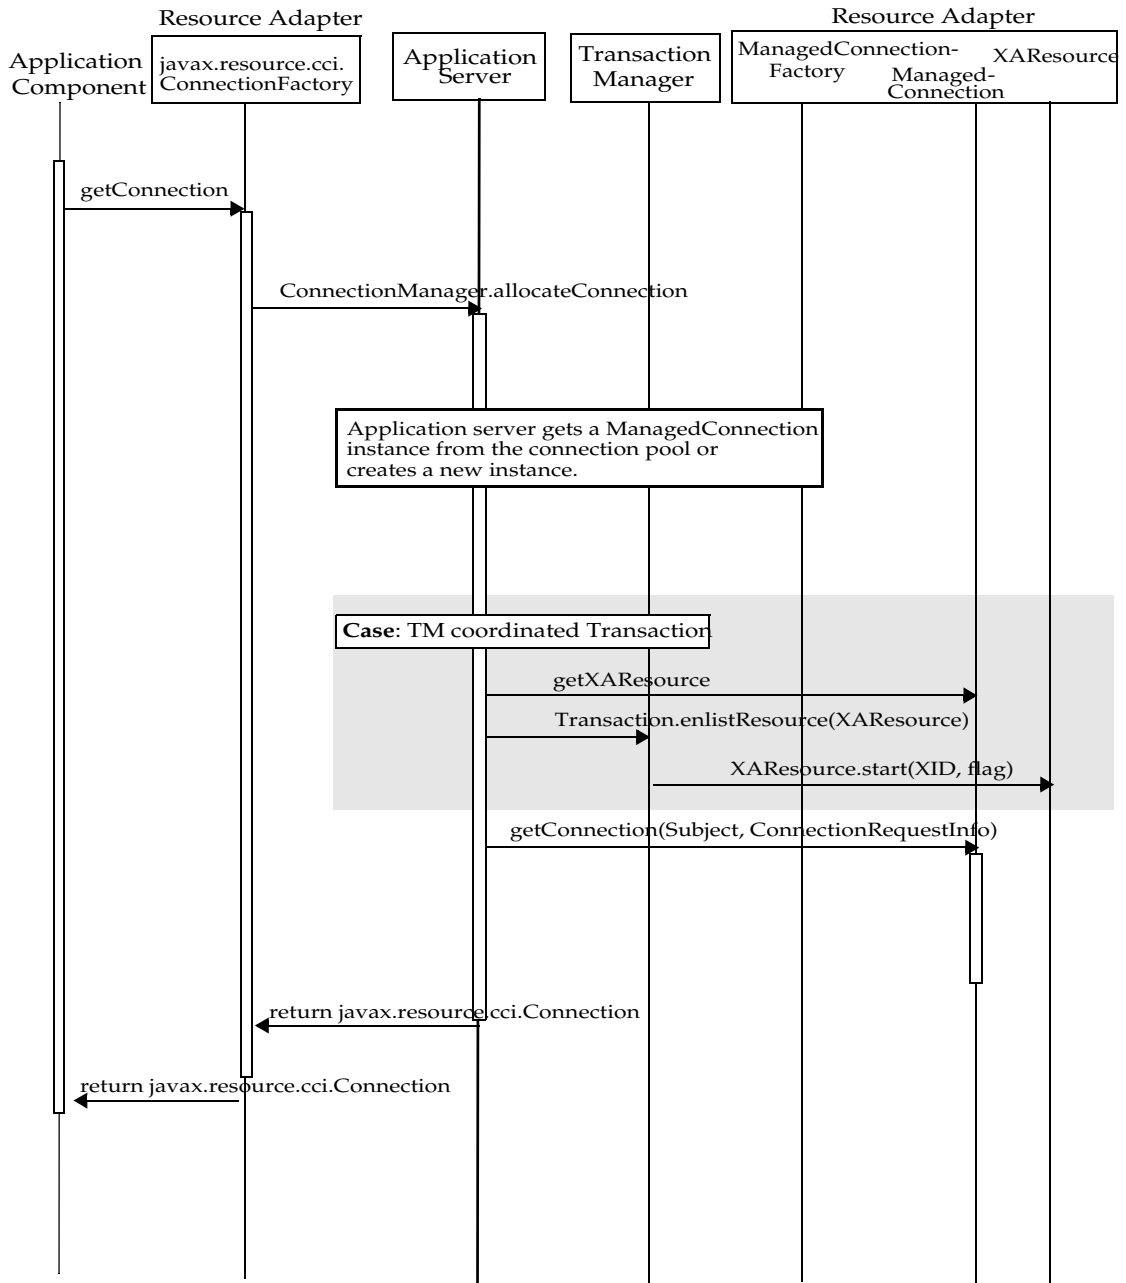 Resource Adapter
Resource Adapter
Application
Component
javax.resource.cci.
ConnectionFactory
Application
Server
Transaction
Manager
ManagedConnection-
Factory
Managed-
Connection
XAResource
getConnection
ConnectionManager.allocateConnection
Application server gets a ManagedConnection
instance from the connection pool or
creates a new instance.
Case: TM coordinated Transaction
getXAResource
Transaction.enlistResource(XAResource)
XAResource.start(XID, flag)
getConnection(Subject, ConnectionRequestInfo)
return javax.resource.cci.Connection
return javax.resource.cci.Connection